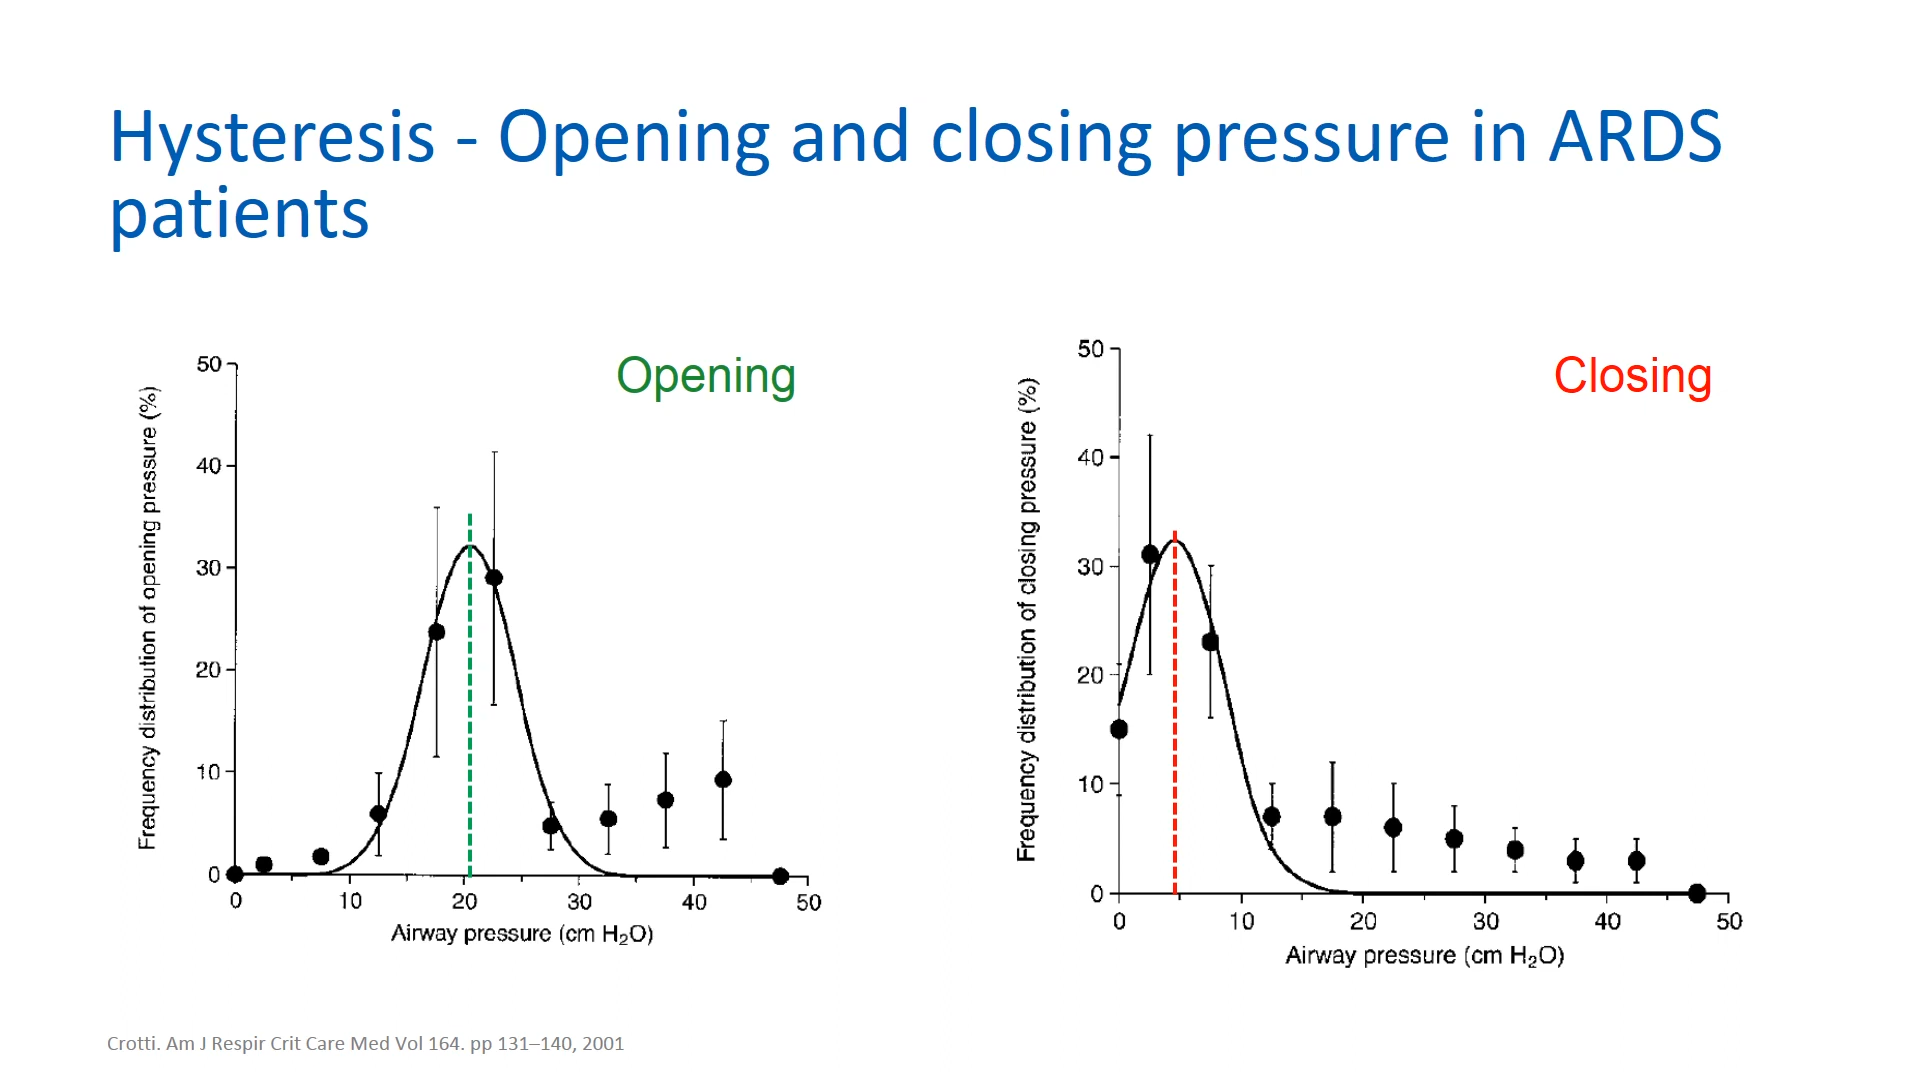 Hysteresis - Opening and closing pressure in ARDS
patients
Opening
Frequency distribution of opening pressure (%)
50
40
30
20
10
0
0 10 20 30 40 50
Airway pressure (cm H₂O)
Closing
Frequency distribution of closing pressure (%)
50
40
30
20
10
0
0 10 20 30 40 50
Airway pressure (cm H₂O)
Crotti. Am J Respir Crit Care Med Vol 164. pp 131–140, 2001